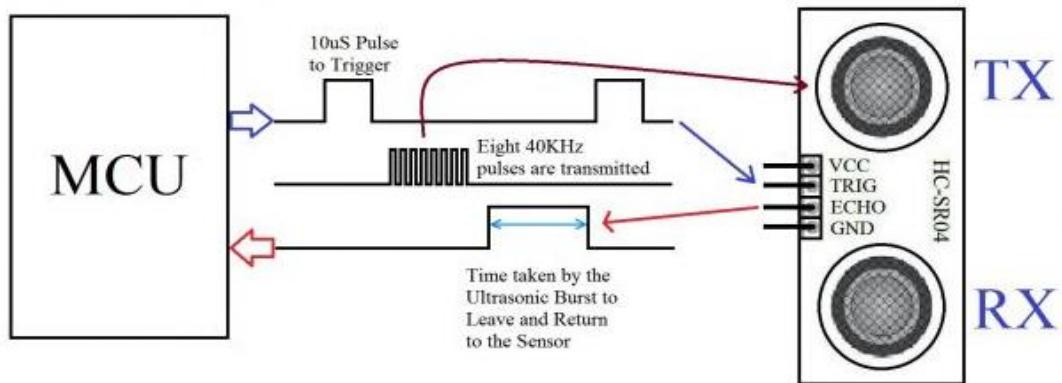 10uS Pulse
to Trigger
TX
MCU
Eight 40KHz
pulses are transmitted
VCC
TRIG
ECHO
GND
HC-SR04
Time taken by the
Ultrasonic Burst to
Leave and Return
to the Sensor
RX